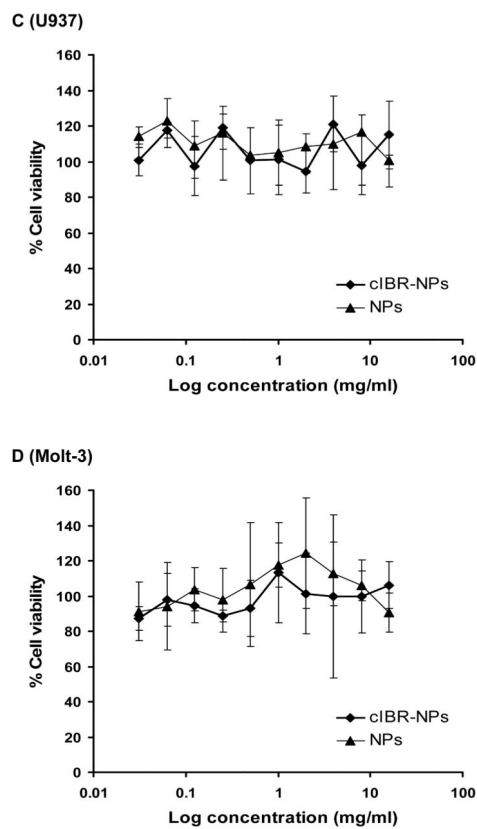 C (U937)
160
140
120
100
80
60
40
20
0
% Cell viability
cIBR-NPs
NPs
0.01 0.1 1 10 100
Log concentration (mg/ml)
D (Molt-3)
160
140
120
100
80
60
40
20
0
% Cell viability
cIBR-NPs
NPs
0.01 0.1 1 10 100
Log concentration (mg/ml)